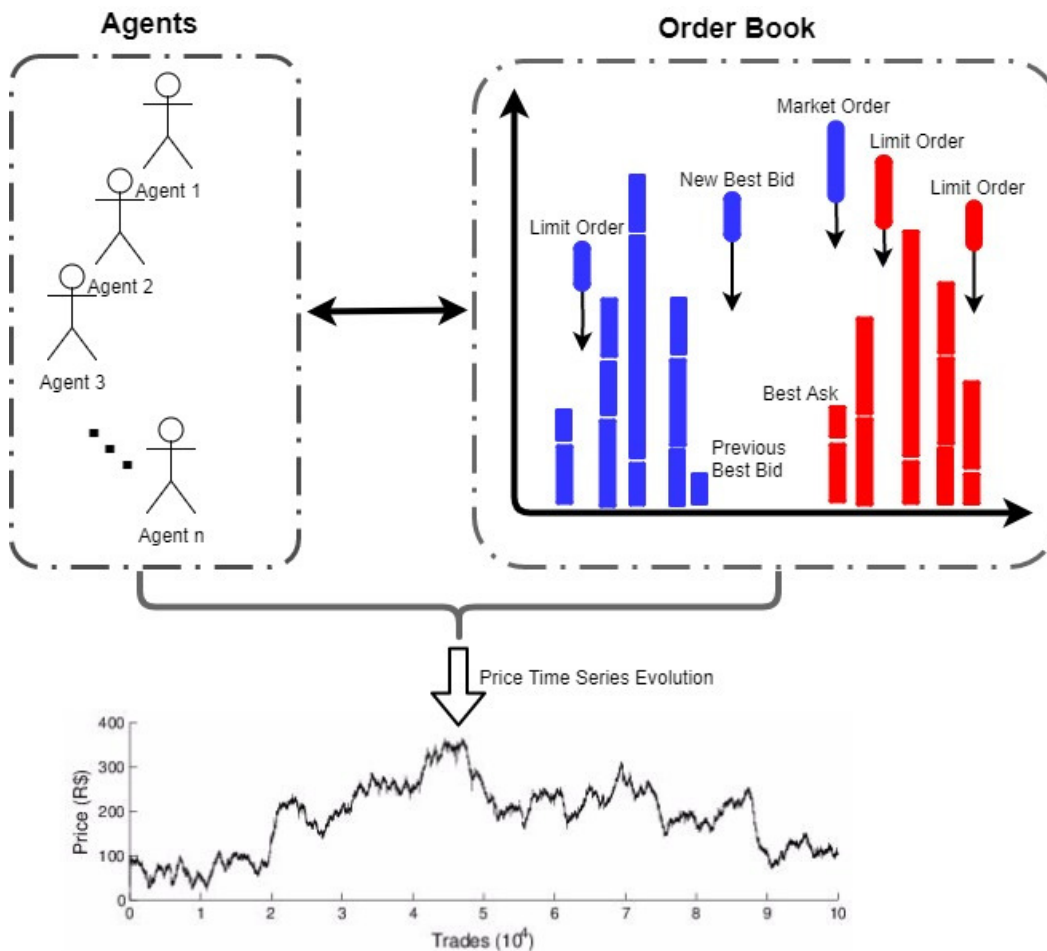 Agents
Agent 1
Agent 2
Agent 3
Agent n
Order Book
Market Order
Limit Order
New Best Bid
Limit Order
Limit Order
Best Ask
Previous
Best Bid
Price Time Series Evolution
Price (R$)
400
300
200
100
0
0 1 2 3 4 5 6 7 8 9 10
Trades (10⁴)